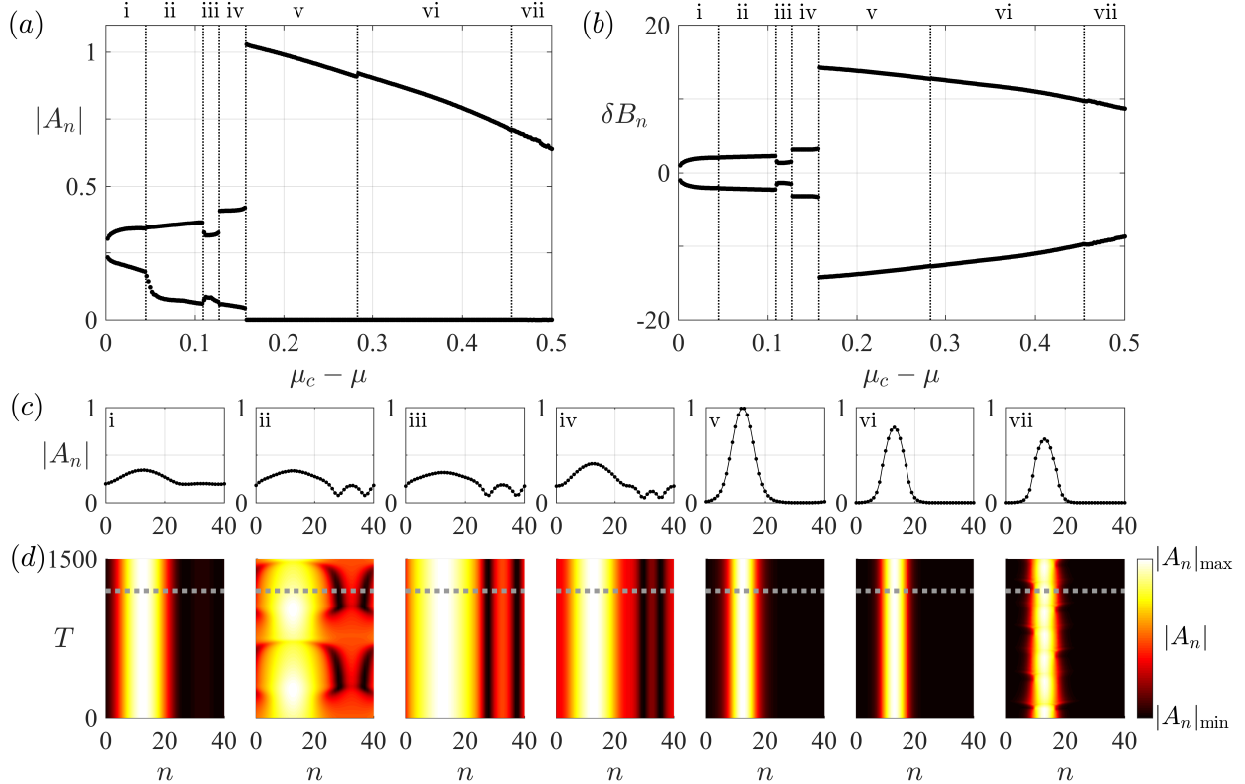 (a) i ii iii iv v vi vii
1
|A_n|
0.5
0
0 0.1 0.2 0.3 0.4 0.5
μ_c − μ
(b) i ii iii iv v vi vii
20
10
δB_n
0
-10
-20
0 0.1 0.2 0.3 0.4 0.5
μ_c − μ
(c) 1 1 1 1 1 1 1
i ii iii iv v vi vii
|A_n|
0 0 0 0 0 0 0
0 20 40 0 20 40 0 20 40 0 20 40 0 20 40 0 20 40 0 20 40
(d) 1500
T
0
0 20 40 0 20 40 0 20 40 0 20 40 0 20 40 0 20 40 0 20 40
n n n n n n n
|A_n|max
|A_n|
|A_n|min